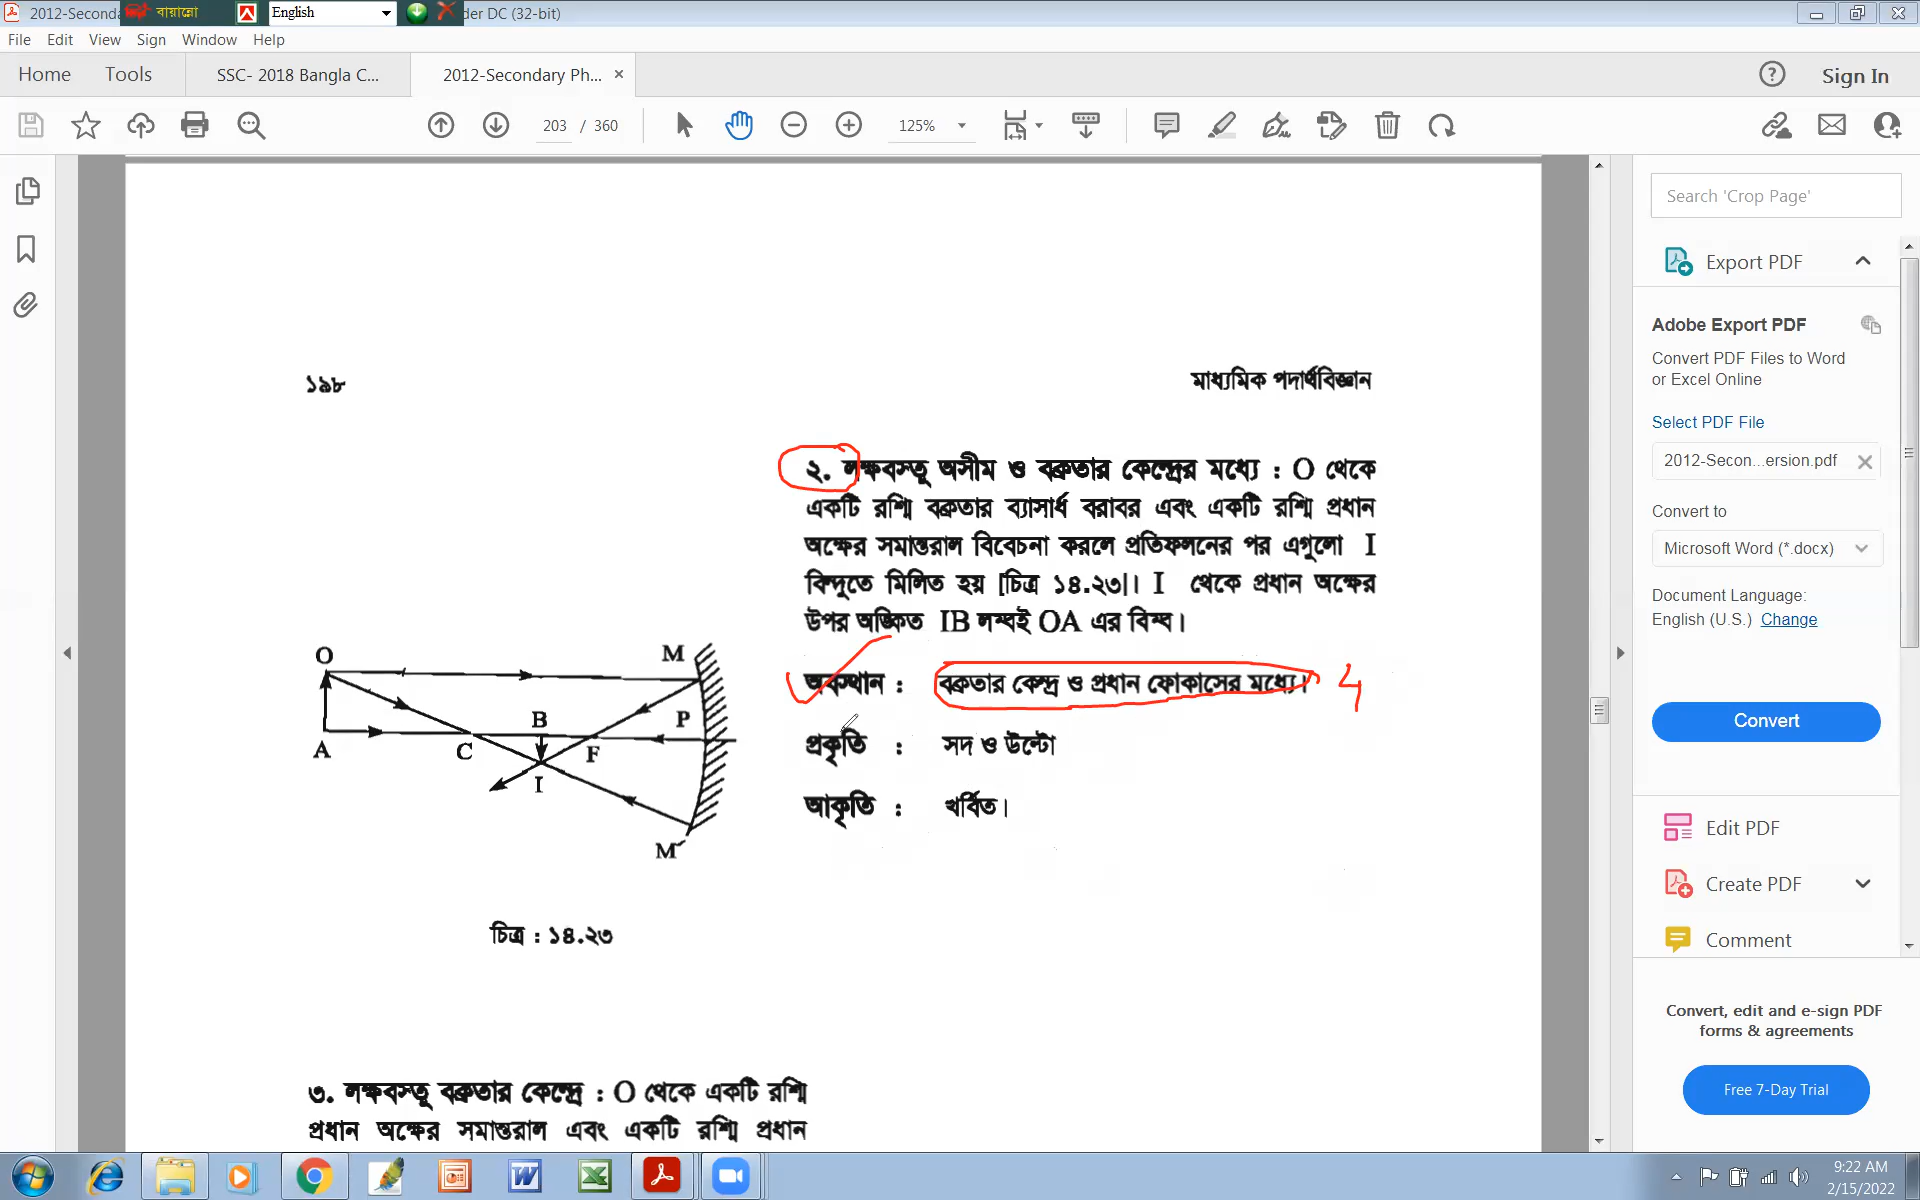 2012-Seconda
বায়ান্নো
English
der DC (32-bit)
File Edit View Sign Window Help
Home Tools SSC- 2018 Bangla C... 2012-Secondary Ph... ×
Sign In
203 / 360
125%
Search 'Crop Page'
Export PDF
Adobe Export PDF
Convert PDF Files to Word
or Excel Online
Select PDF File
2012-Secon...ersion.pdf
Convert to
Microsoft Word (*.docx)
Document Language:
English (U.S.) Change
Convert
Edit PDF
Create PDF
Comment
Convert, edit and e-sign PDF
forms & agreements
Free 7-Day Trial
১৯৮
মাধ্যমিক পদার্থবিজ্ঞান
২. লক্ষবস্তু অসীম ও বক্রতার কেন্দ্রের মধ্যে : O থেকে
একটি রশ্মি বক্রতার ব্যাসার্ধ বরাবর এবং একটি রশ্মি প্রধান
অক্ষের সমান্তরাল বিবেচনা করলে প্রতিফলনের পর এগুলো I
বিন্দুতে মিলিত হয় [চিত্র ১৪.২৩]। I থেকে প্রধান অক্ষের
উপর অঙ্কিত IB লম্বই OA এর বিম্ব।
অবস্থান : বক্রতার কেন্দ্র ও প্রধান ফোকাসের মধ্যে।
প্রকৃতি : সদ ও উল্টো
আকৃতি : খর্বিত।
O
M
B
P
A
C
F
I
M′
চিত্র : ১৪.২৩
৩. লক্ষবস্তু বক্রতার কেন্দ্রে : O থেকে একটি রশ্মি
প্রধান অক্ষের সমান্তরাল এবং একটি রশ্মি প্রধান
9:22 AM
2/15/2022